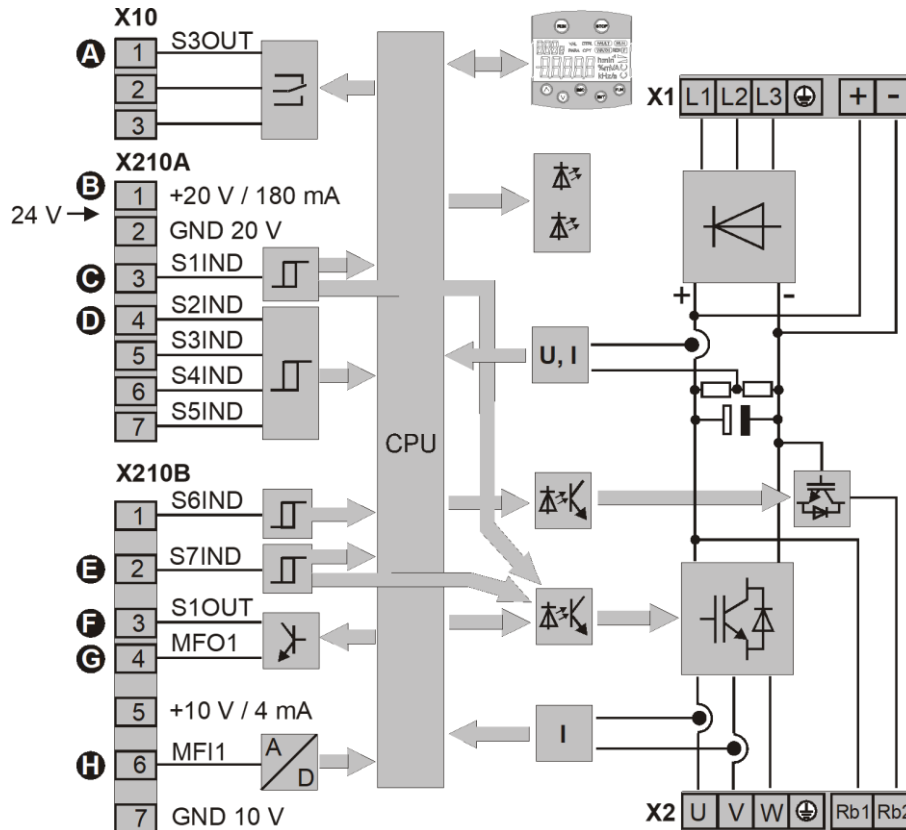 X10
A 1 S3OUT
2
3
X210A
B 1 +20 V / 180 mA
24 V
2 GND 20 V
C 3 S1IND
D 4 S2IND
5 S3IND
6 S4IND
7 S5IND
X210B
1 S6IND
E 2 S7IND
F 3 S1OUT
G 4 MFO1
5 +10 V / 4 mA
H 6 MFI1
A
D
7 GND 10 V
CPU
RUN STOP
U, I
I
X1 L1 L2 L3 + -
+ -
X2 U V W Rb1 Rb2